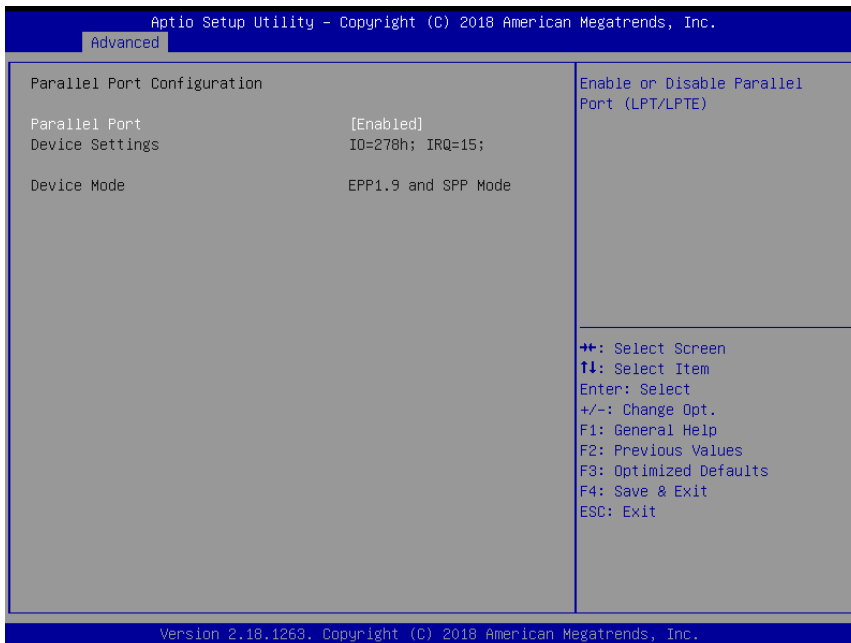 Aptio Setup Utility – Copyright (C) 2018 American Megatrends, Inc.
Advanced
Parallel Port Configuration
Parallel Port [Enabled]
Device Settings IO=278h; IRQ=15;
Device Mode EPP1.9 and SPP Mode
Enable or Disable Parallel
Port (LPT/LPTE)
→←: Select Screen
↑↓: Select Item
Enter: Select
+/-: Change Opt.
F1: General Help
F2: Previous Values
F3: Optimized Defaults
F4: Save & Exit
ESC: Exit
Version 2.18.1263. Copyright (C) 2018 American Megatrends, Inc.